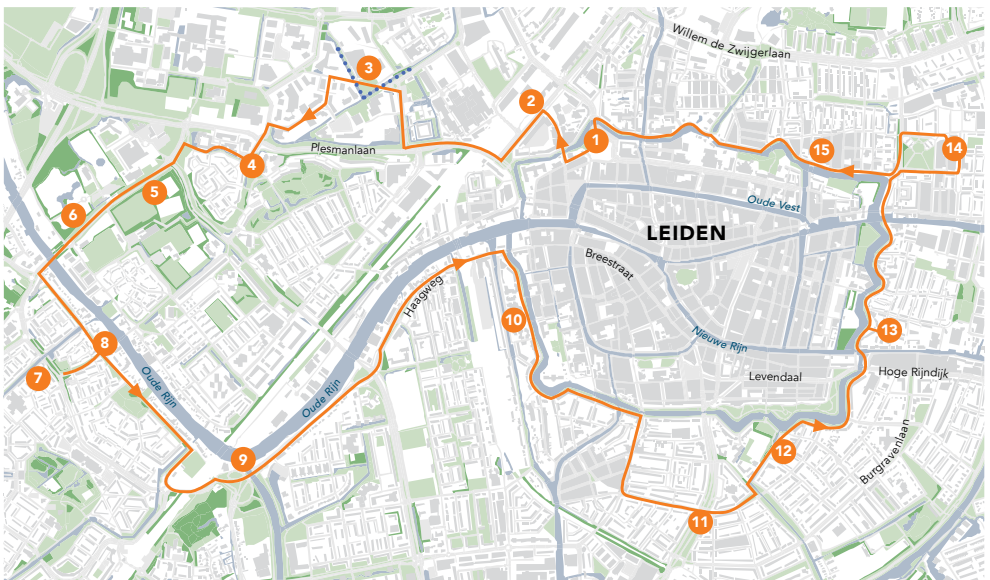 Willem de Zwijgerlaan
3
2
1
15
14
Plesmanlaan
4
5
6
Oude Vest
LEIDEN
Breestraat
Haagweg
10
13
Nieuwe Rijn
8
7
Hoge Rijndijk
Levendaal
Oude Rijn
Oude Rijn
9
12
Burgravenlaan
11